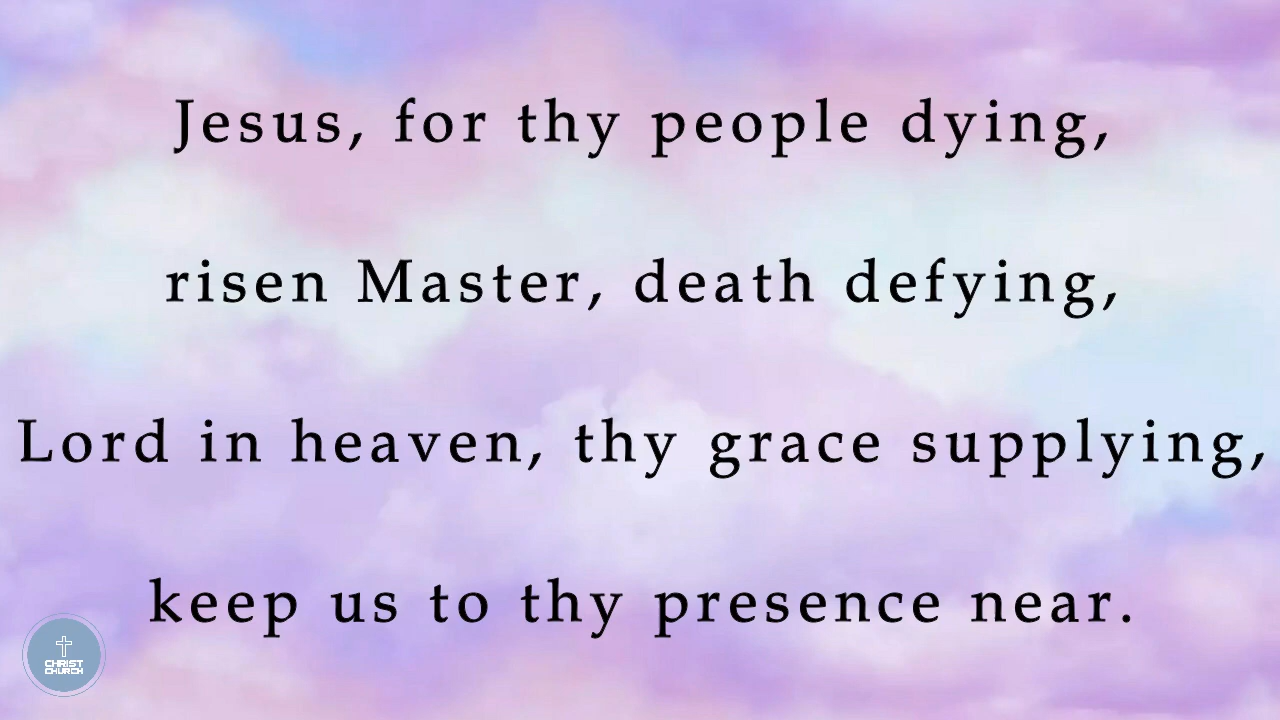 Jesus, for thy people dying,
risen Master, death defying,
Lord in heaven, thy grace supplying,
keep us to thy presence near.
CHRIST
CHURCH